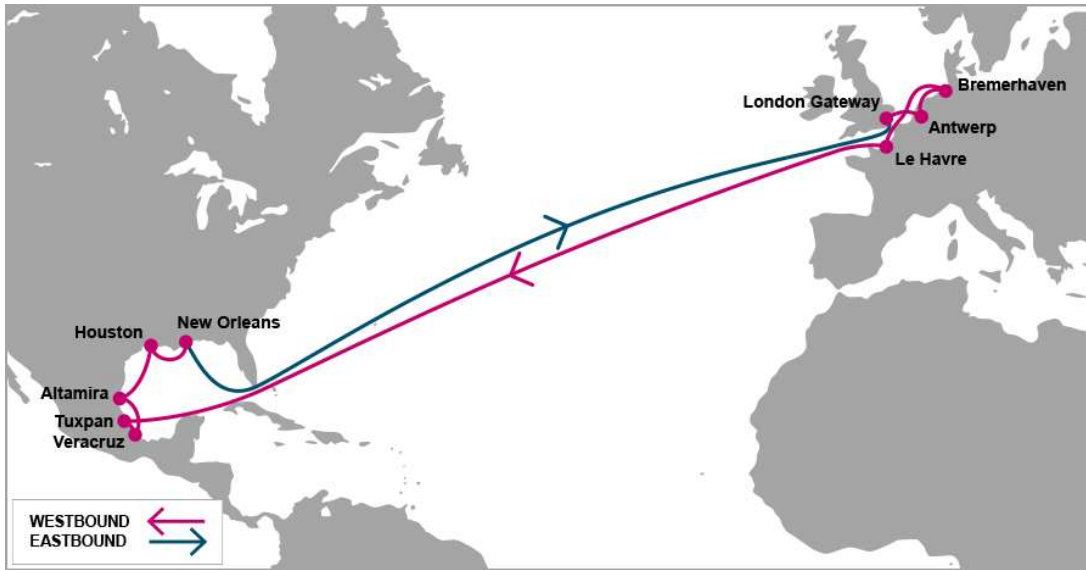 Bremerhaven
London Gateway
Antwerp
Le Havre
New Orleans
Houston
Altamira
Tuxpan
Veracruz
WESTBOUND
EASTBOUND